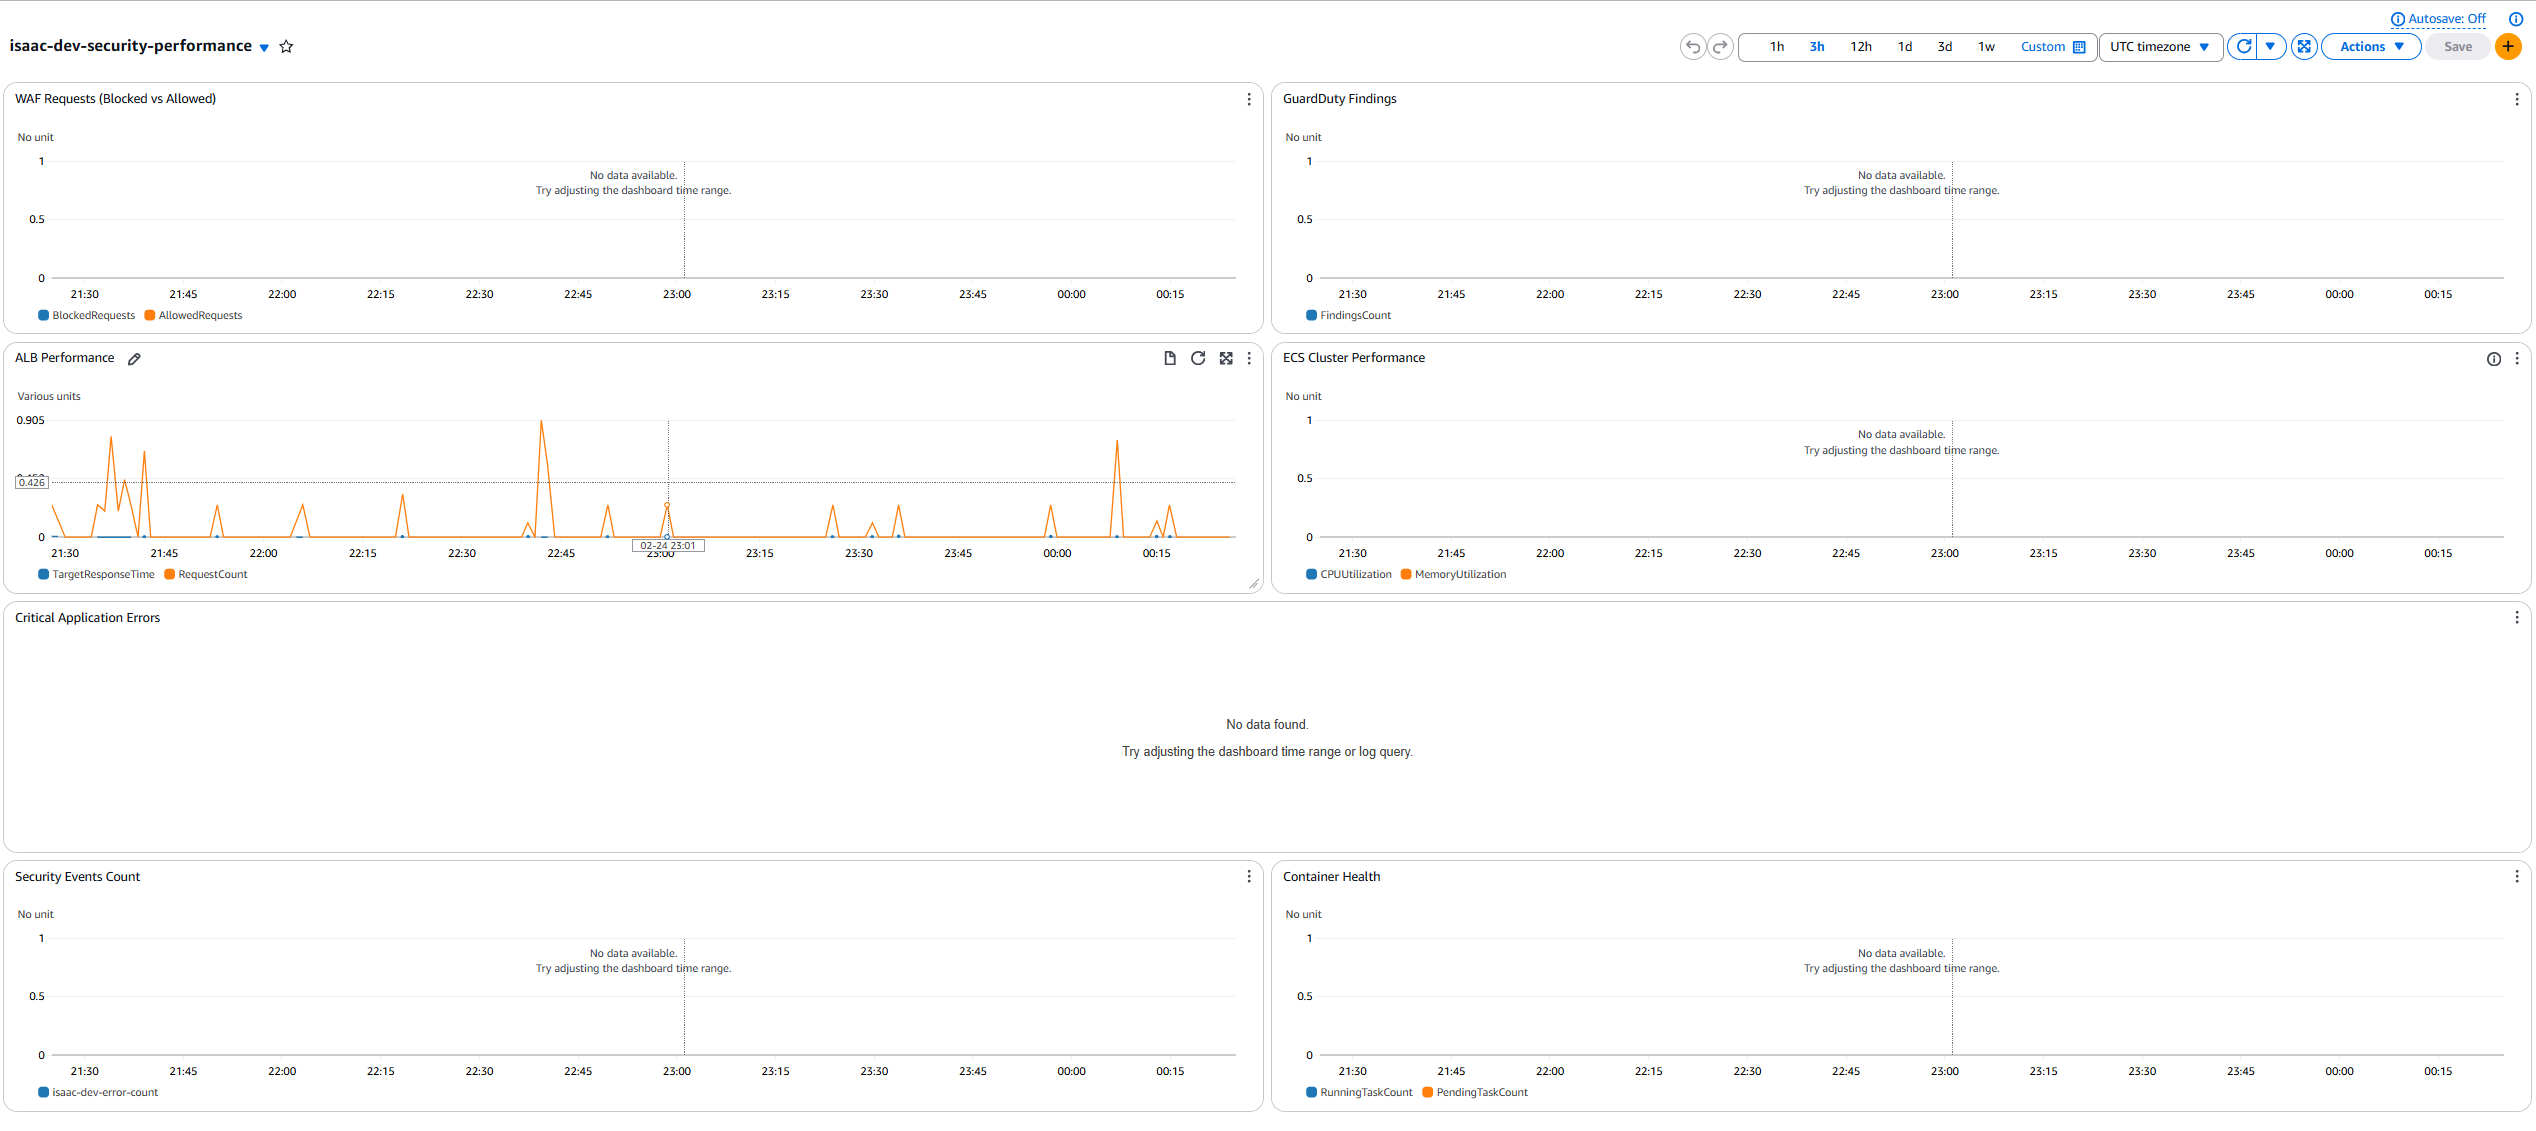 Autosave: Off
isaac-dev-security-performance
1h 3h 12h 1d 3d 1w Custom UTC timezone Actions Save
WAF Requests (Blocked vs Allowed)
No unit
1
No data available.
Try adjusting the dashboard time range.
0.5
0
21:30 21:45 22:00 22:15 22:30 22:45 23:00 23:15 23:30 23:45 00:00 00:15
BlockedRequests AllowedRequests
GuardDuty Findings
No unit
1
No data available.
Try adjusting the dashboard time range.
0.5
0
21:30 21:45 22:00 22:15 22:30 22:45 23:00 23:15 23:30 23:45 00:00 00:15
FindingsCount
ALB Performance
Various units
0.905
0.426
0
02-24 23:01
21:30 21:45 22:00 22:15 22:30 22:45 23:00 23:15 23:30 23:45 00:00 00:15
TargetResponseTime RequestCount
ECS Cluster Performance
No unit
1
No data available.
Try adjusting the dashboard time range.
0.5
0
21:30 21:45 22:00 22:15 22:30 22:45 23:00 23:15 23:30 23:45 00:00 00:15
CPUUtilization MemoryUtilization
Critical Application Errors
No data found.
Try adjusting the dashboard time range or log query.
Security Events Count
No unit
1
No data available.
Try adjusting the dashboard time range.
0.5
0
21:30 21:45 22:00 22:15 22:30 22:45 23:00 23:15 23:30 23:45 00:00 00:15
isaac-dev-error-count
Container Health
No unit
1
No data available.
Try adjusting the dashboard time range.
0.5
0
21:30 21:45 22:00 22:15 22:30 22:45 23:00 23:15 23:30 23:45 00:00 00:15
RunningTaskCount PendingTaskCount